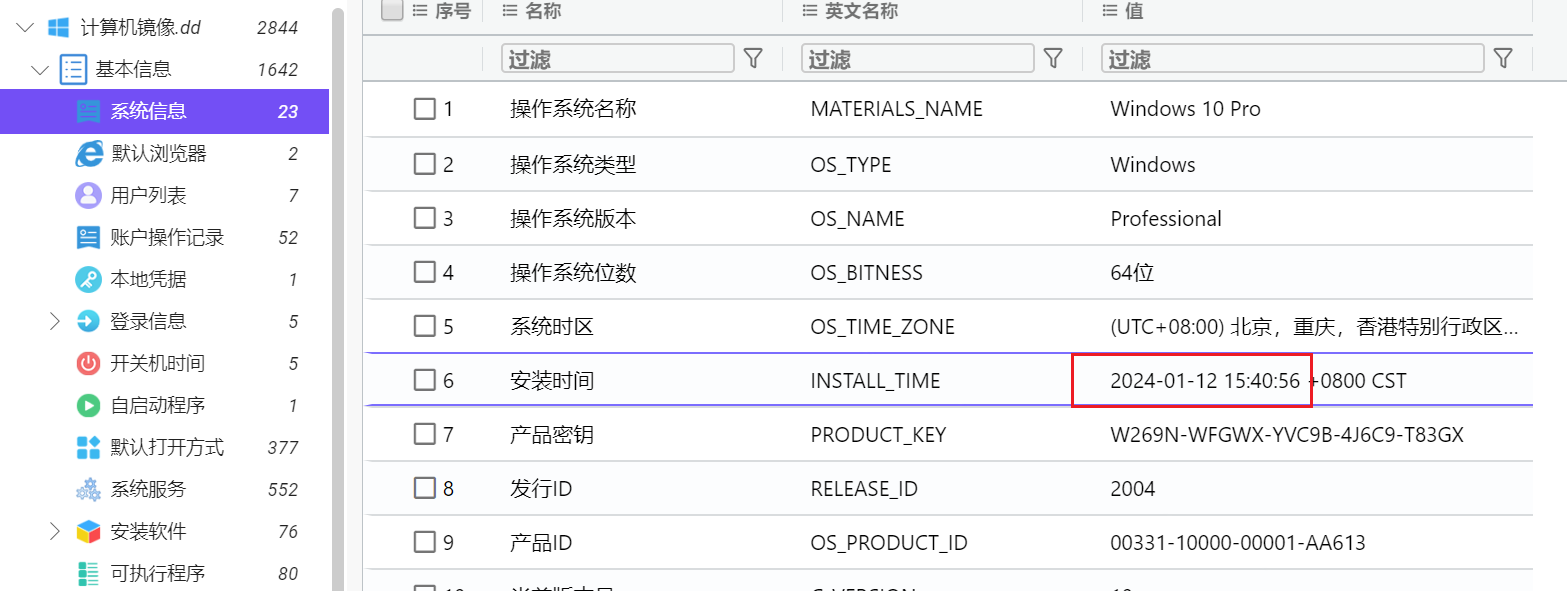 计算机镜像.dd 2844
基本信息 1642
系统信息 23
默认浏览器 2
用户列表 7
账户操作记录 52
本地凭据 1
登录信息 5
开关机时间 5
自启动程序 1
默认打开方式 377
系统服务 552
安装软件 76
可执行程序 80
序号 名称 英文名称 值
过滤 过滤 过滤
1 操作系统名称 MATERIALS_NAME Windows 10 Pro
2 操作系统类型 OS_TYPE Windows
3 操作系统版本 OS_NAME Professional
4 操作系统位数 OS_BITNESS 64位
5 系统时区 OS_TIME_ZONE (UTC+08:00) 北京，重庆，香港特别行政区...
6 安装时间 INSTALL_TIME 2024-01-12 15:40:56 +0800 CST
7 产品密钥 PRODUCT_KEY W269N-WFGWX-YVC9B-4J6C9-T83GX
8 发行ID RELEASE_ID 2004
9 产品ID OS_PRODUCT_ID 00331-10000-00001-AA613